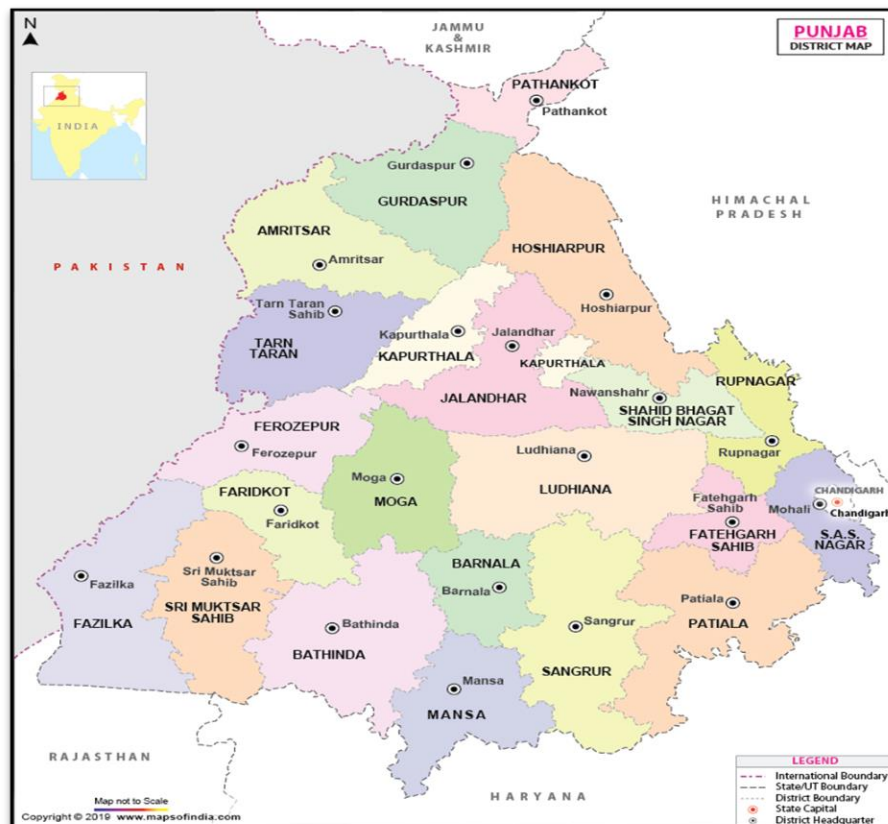 N
JAMMU
&
KASHMIR
PUNJAB
DISTRICT MAP
PATHANKOT
Pathankot
INDIA
Gurdaspur
GURDASPUR
HIMACHAL
PRADESH
AMRITSAR
Amritsar
HOSHIARPUR
Hoshiarpur
PAKISTAN
Tarn Taran
Sahib
TARN
TARAN
Kapurthala
KAPURTHALA
Jalandhar
JALANDHAR
KAPURTHALA
Nawanshahr
SHAHID BHAGAT
SINGH NAGAR
RUPNAGAR
Rupnagar
FEROZEPUR
Ferozepur
Moga
MOGA
Ludhiana
LUDHIANA
FARIDKOT
Faridkot
Fatehgarh
Sahib
FATEHGARH
SAHIB
CHANDIGARH
Chandigarh
Mohali
S.A.S.
NAGAR
Fazilka
FAZILKA
Sri Muktsar
Sahib
SRI MUKTSAR
SAHIB
BARNALA
Barnala
Bathinda
BATHINDA
Sangrur
SANGRUR
Patiala
PATIALA
Mansa
MANSA
RAJASTHAN
HARYANA
Map not to Scale
Copyright © 2019 www.mapsofindia.com
LEGEND
International Boundary
State/UT Boundary
District Boundary
State Capital
District Headquarter